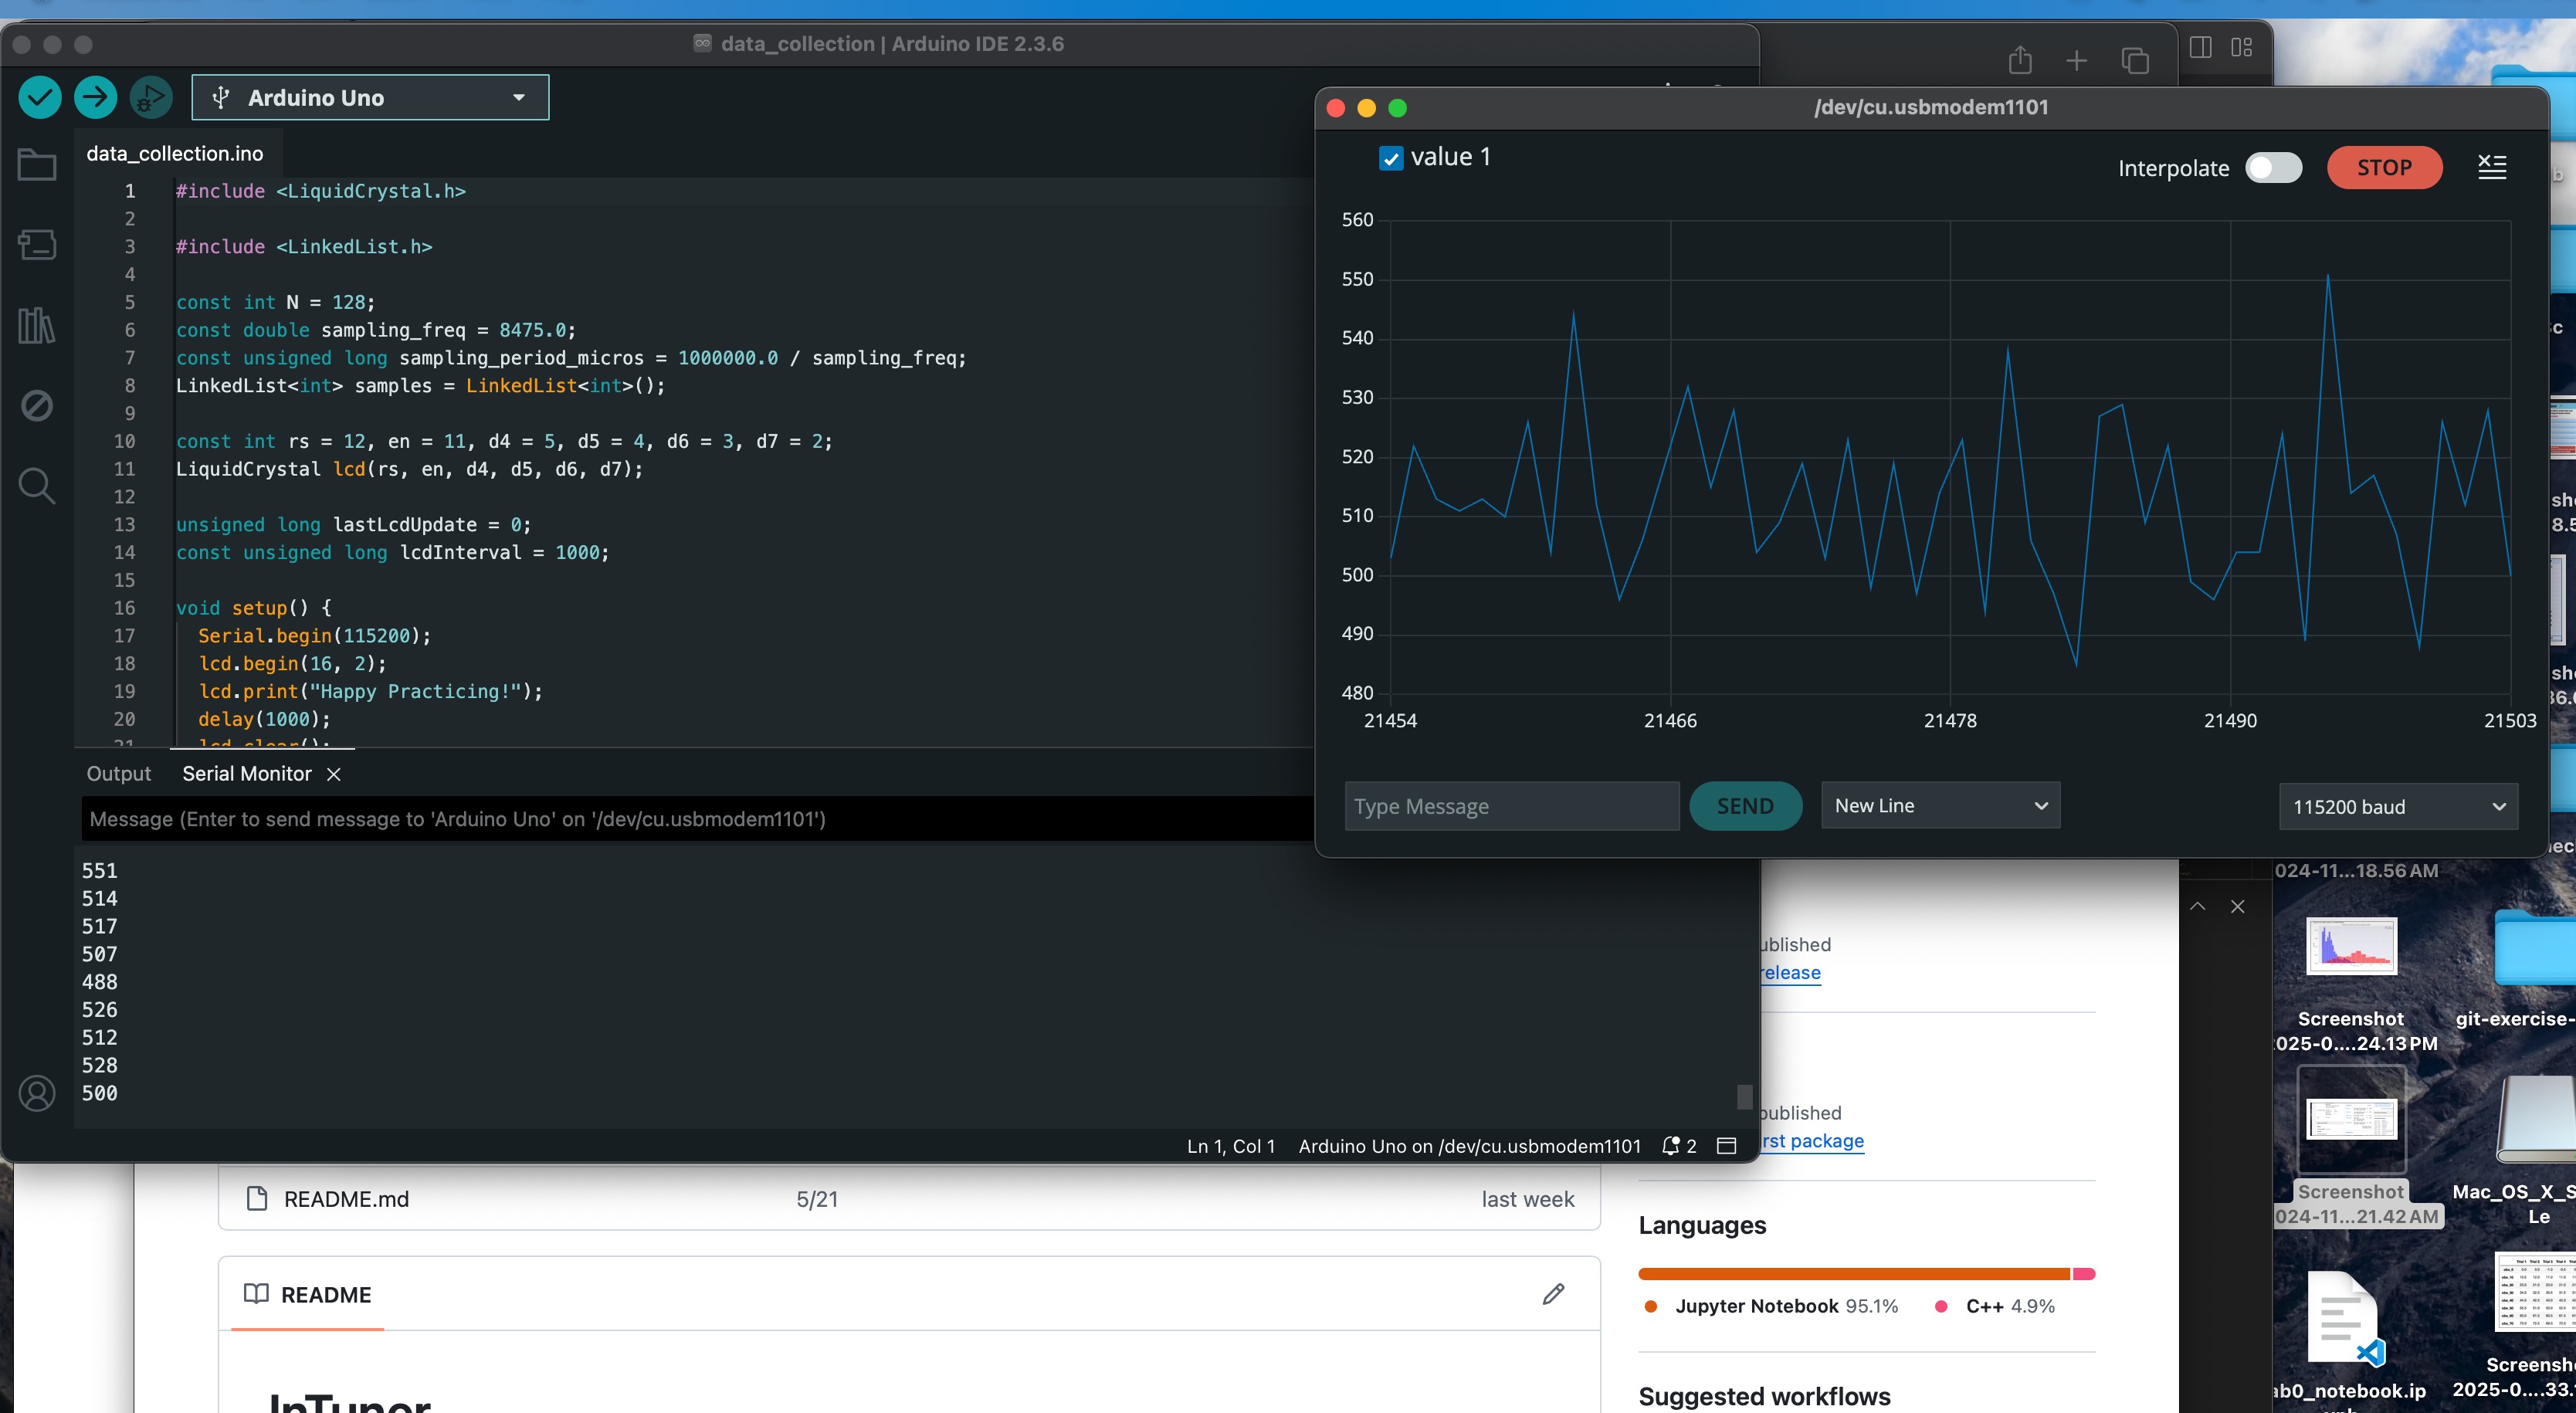 data_collection | Arduino IDE 2.3.6
Arduino Uno
data_collection.ino
1 #include <LiquidCrystal.h>
2
3 #include <LinkedList.h>
4
5 const int N = 128;
6 const double sampling_freq = 8475.0;
7 const unsigned long sampling_period_micros = 1000000.0 / sampling_freq;
8 LinkedList<int> samples = LinkedList<int>();
9
10 const int rs = 12, en = 11, d4 = 5, d5 = 4, d6 = 3, d7 = 2;
11 LiquidCrystal lcd(rs, en, d4, d5, d6, d7);
12
13 unsigned long lastLcdUpdate = 0;
14 const unsigned long lcdInterval = 1000;
15
16 void setup() {
17 Serial.begin(115200);
18 lcd.begin(16, 2);
19 lcd.print("Happy Practicing!");
20 delay(1000);
21 lcd.clear();
Output Serial Monitor
Message (Enter to send message to 'Arduino Uno' on '/dev/cu.usbmodem1101')
551
514
517
507
488
526
512
528
500
Ln 1, Col 1 Arduino Uno on /dev/cu.usbmodem1101 2
/dev/cu.usbmodem1101
value 1
Interpolate STOP
560
550
540
530
520
510
500
490
480
21454 21466 21478 21490 21503
Type Message SEND New Line 115200 baud
ublished
release
published
rst package
README.md 5/21 last week
README
InTuner
Languages
Jupyter Notebook 95.1% C++ 4.9%
Suggested workflows
024-11...18.56 AM
Screenshot
2025-0....24.13 PM
git-exercise-
Screenshot
024-11...21.42 AM
Mac_OS_X_S
Le
ab0_notebook.ip
Screensh
2025-0....33.